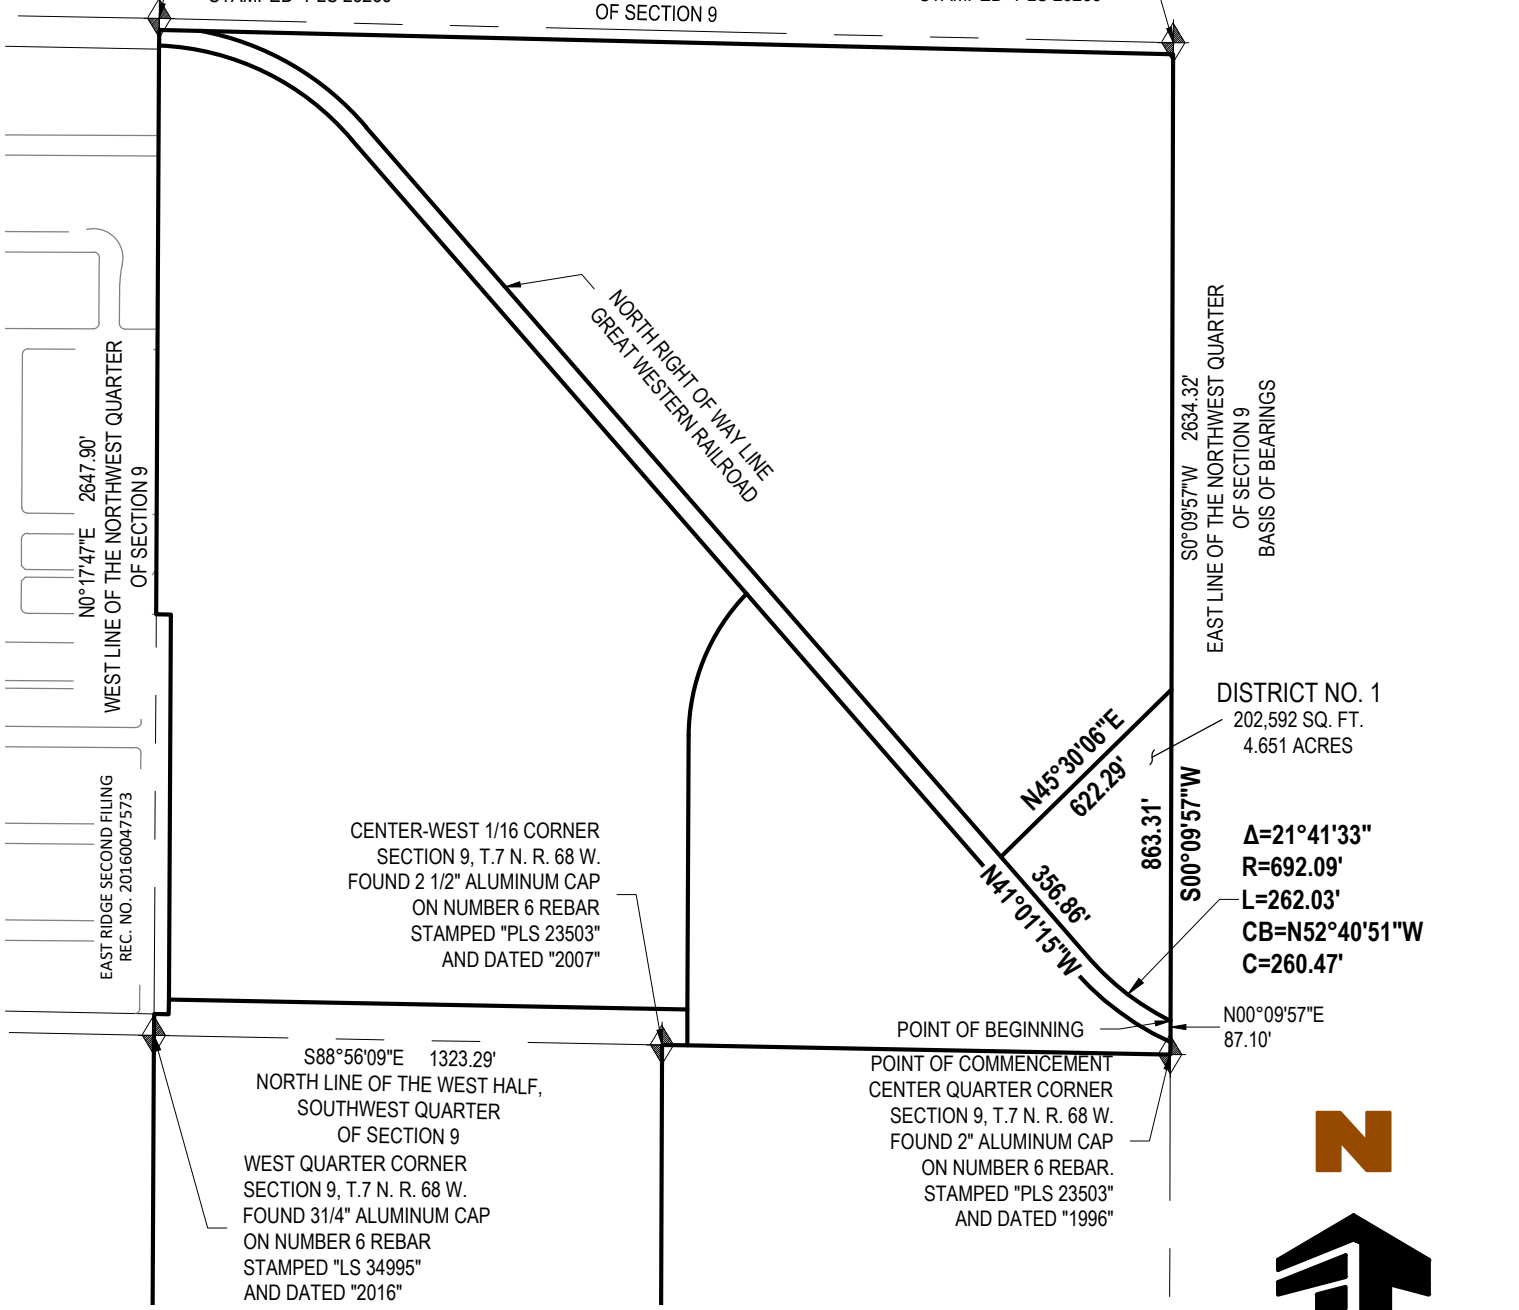 OF SECTION 9
NORTH RIGHT OF WAY LINE
GREAT WESTERN RAILROAD
N0°17'47"E 2647.90'
WEST LINE OF THE NORTHWEST QUARTER
OF SECTION 9
S0°09'57"W 2634.32'
EAST LINE OF THE NORTHWEST QUARTER
OF SECTION 9
BASIS OF BEARINGS
DISTRICT NO. 1
202,592 SQ. FT.
4.651 ACRES
N45°30'06"E
622.29'
863.31'
S00°09'57"W
Δ=21°41'33"
R=692.09'
L=262.03'
CB=N52°40'51"W
C=260.47'
356.86'
N41°01'15"W
EAST RIDGE SECOND FILING
REC. NO. 20160047573
CENTER-WEST 1/16 CORNER
SECTION 9, T.7 N. R. 68 W.
FOUND 2 1/2" ALUMINUM CAP
ON NUMBER 6 REBAR
STAMPED "PLS 23503"
AND DATED "2007"
N00°09'57"E
87.10'
POINT OF BEGINNING
POINT OF COMMENCEMENT
CENTER QUARTER CORNER
SECTION 9, T.7 N. R. 68 W.
FOUND 2" ALUMINUM CAP
ON NUMBER 6 REBAR.
STAMPED "PLS 23503"
AND DATED "1996"
S88°56'09"E 1323.29'
NORTH LINE OF THE WEST HALF,
SOUTHWEST QUARTER
OF SECTION 9
WEST QUARTER CORNER
SECTION 9, T.7 N. R. 68 W.
FOUND 31/4" ALUMINUM CAP
ON NUMBER 6 REBAR
STAMPED "LS 34995"
AND DATED "2016"
N